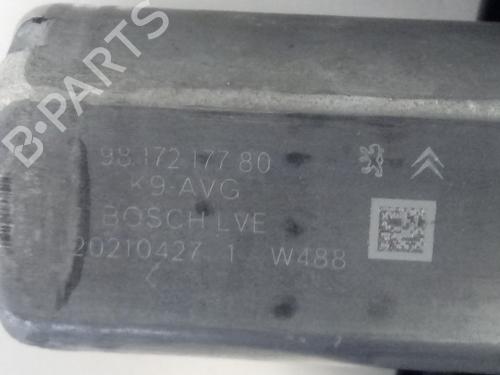 B-PARTS
98 172 177 80
K9-AVG
BOSCH LVE
20210427 1 W488